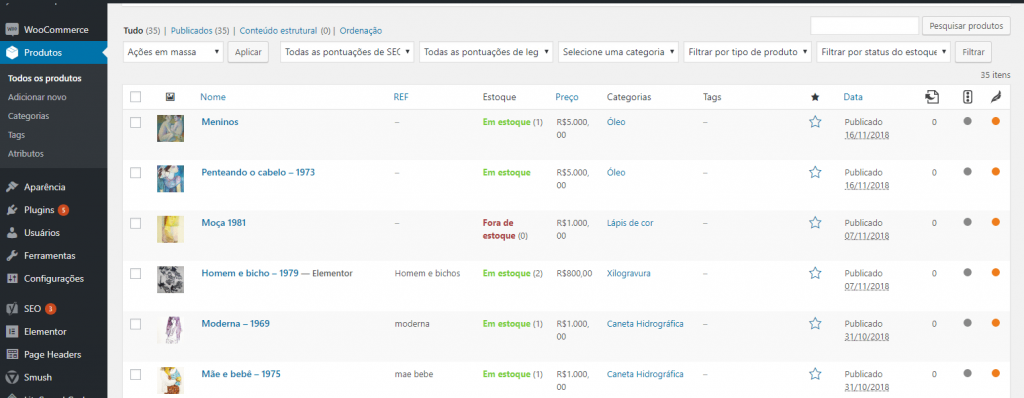 WooCommerce
Produtos
Todos os produtos
Adicionar novo
Categorias
Tags
Atributos
Aparência
Plugins 5
Usuários
Ferramentas
Configurações
SEO 3
Elementor
Page Headers
Smush
Tudo (35) | Publicados (35) | Conteúdo estrutural (0) | Ordenação
Pesquisar produtos
Ações em massa Aplicar Todas as pontuações de SEC Todas as pontuações de leg Selecione uma categoria Filtrar por tipo de produto Filtrar por status do estoque Filtrar
35 itens
Nome REF Estoque Preço Categorias Tags Data
Meninos – Em estoque (1) R$5.000, Óleo – Publicado 0
00 16/11/2018
Penteando o cabelo – 1973 – Em estoque R$5.000, Óleo – Publicado 0
00 16/11/2018
Moça 1981 – Fora de R$1.000, Lápis de cor – Publicado 0
estoque (0) 00 07/11/2018
Homem e bicho – 1979 — Elementor Homem e bichos Em estoque (2) R$800,00 Xilogravura – Publicado 0
07/11/2018
Moderna – 1969 moderna Em estoque (1) R$1.000, Caneta Hidrográfica – Publicado 0
00 31/10/2018
Mãe e bebê – 1975 mae bebe Em estoque (1) R$1.000, Caneta Hidrográfica – Publicado 0
00 31/10/2018